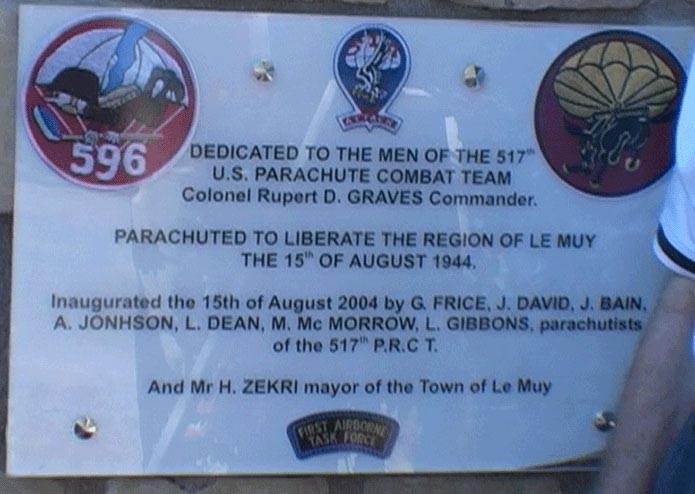 596
ATTACK
DEDICATED TO THE MEN OF THE 517th
U.S. PARACHUTE COMBAT TEAM
Colonel Rupert D. GRAVES Commander.
PARACHUTED TO LIBERATE THE REGION OF LE MUY
THE 15th OF AUGUST 1944.
Inaugurated the 15th of August 2004 by G. FRICE, J. DAVID, J. BAIN,
A. JONHSON, L. DEAN, M. Mc MORROW, L. GIBBONS, parachutists
of the 517th P.R.C T.
And Mr H. ZEKRI mayor of the Town of Le Muy
FIRST AIRBORNE
TASK FORCE